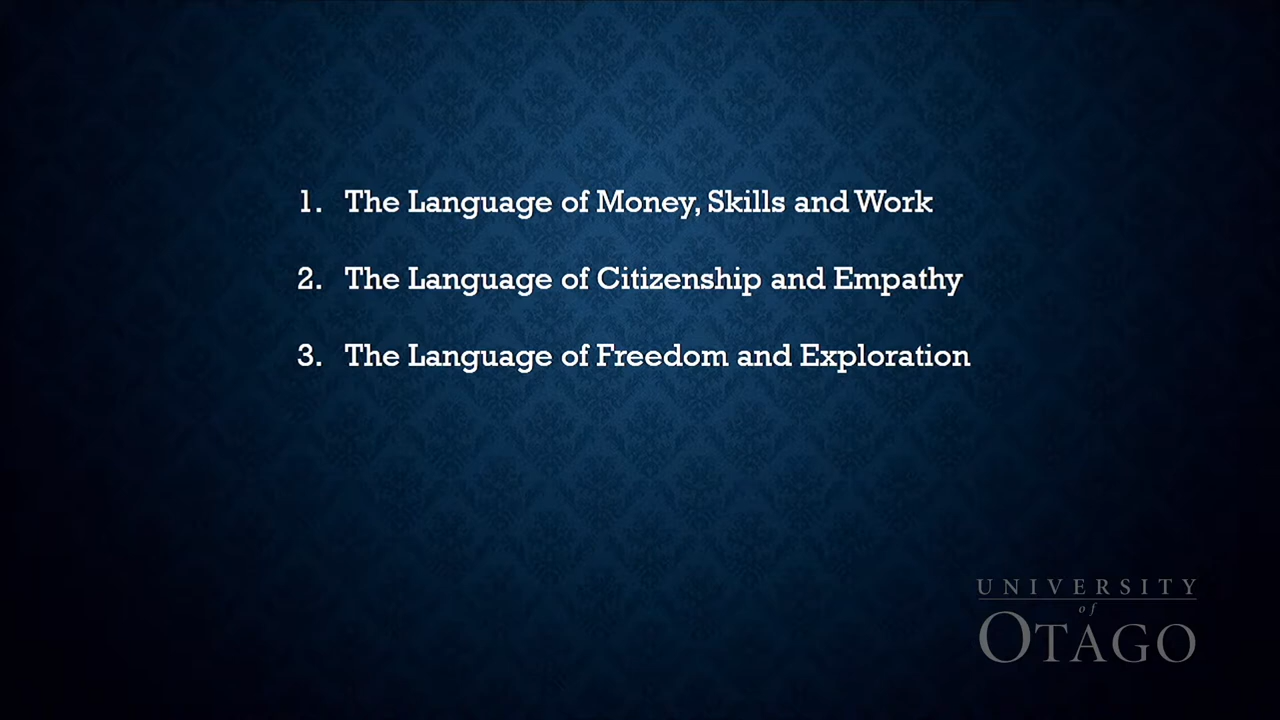 1. The Language of Money, Skills and Work
2. The Language of Citizenship and Empathy
3. The Language of Freedom and Exploration
UNIVERSITY
of
OTAGO